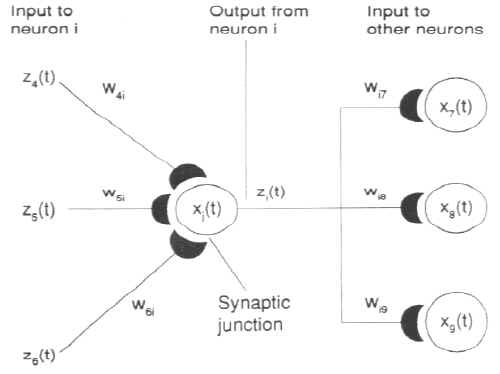 Input to
neuron i
Output from
neuron i
Input to
other neurons
z₄(t)
W₄ᵢ
Wᵢ₇
x₇(t)
z₅(t)
W₅ᵢ
xᵢ(t)
zᵢ(t)
Wᵢ₈
x₈(t)
W₆ᵢ
Synaptic
junction
Wᵢ₉
x₉(t)
z₆(t)